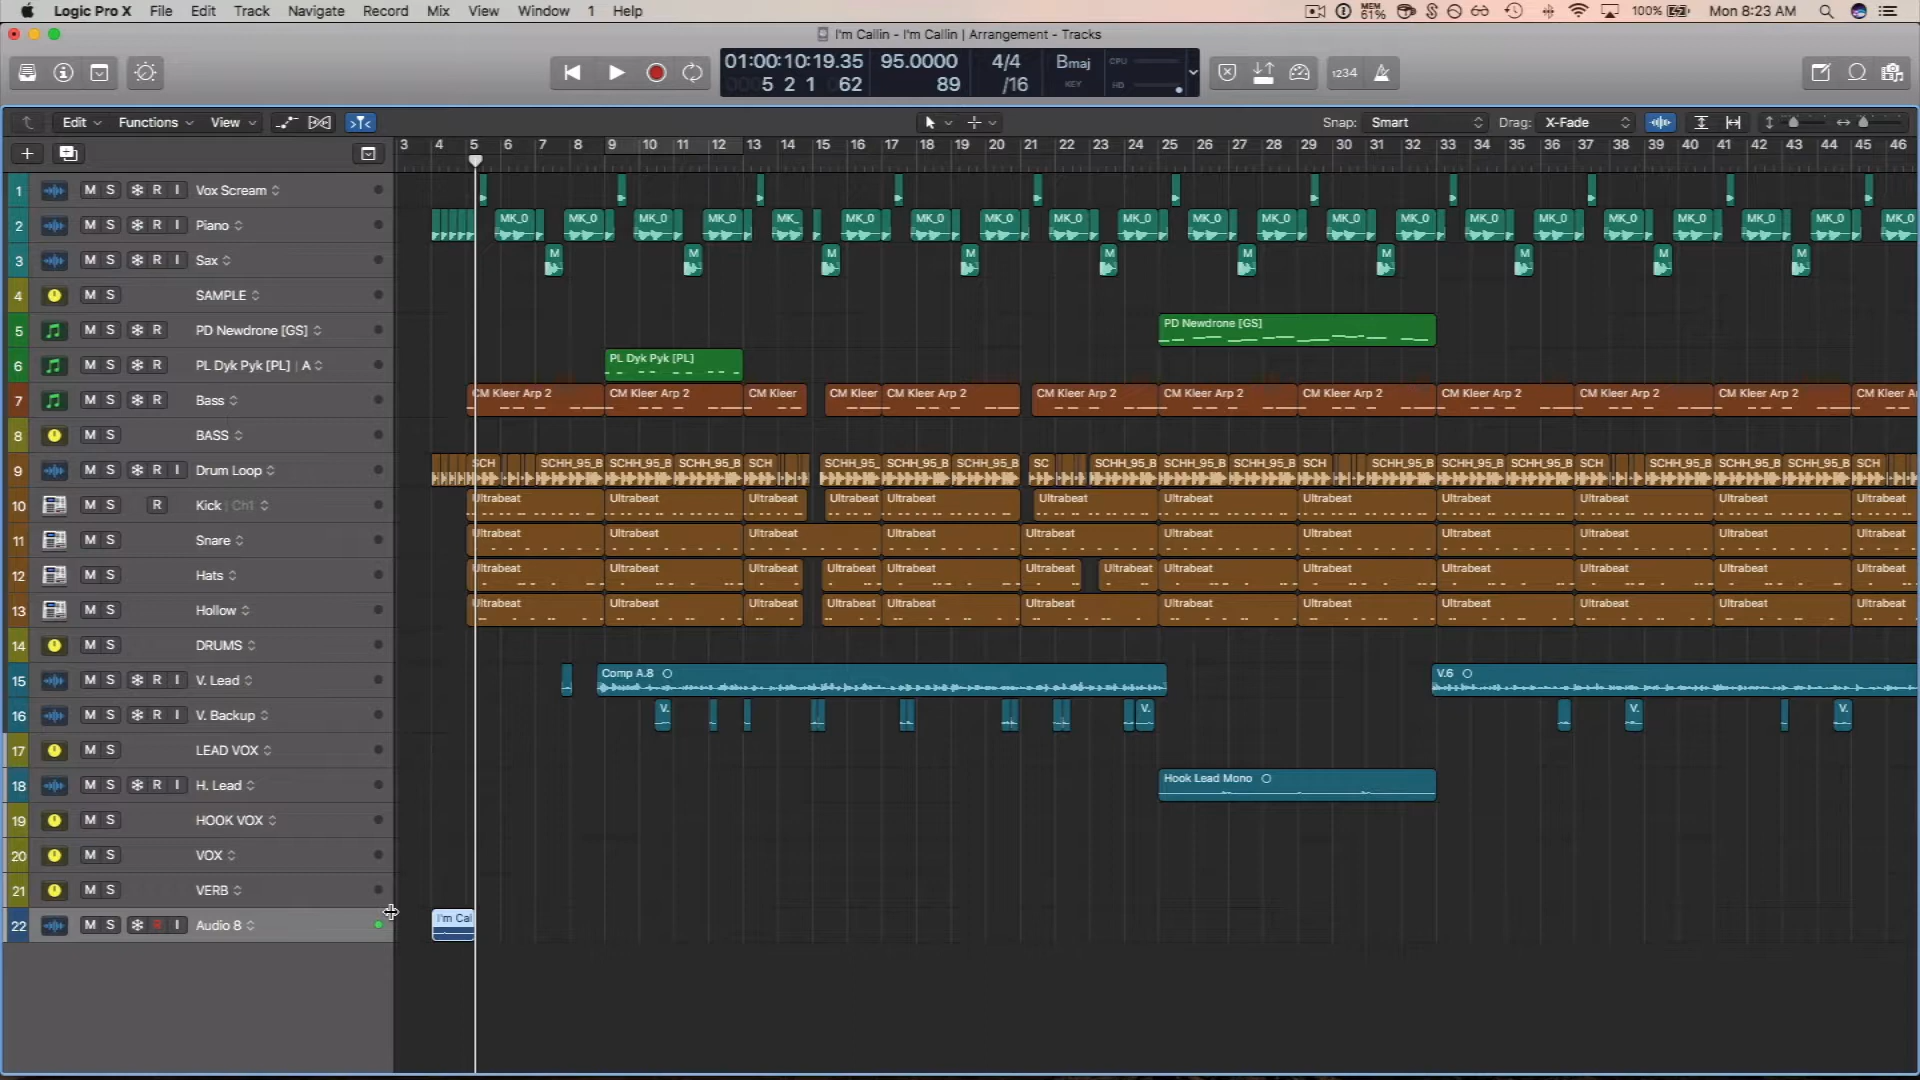 Logic Pro X File Edit Track Navigate Record Mix View Window 1 Help MEM 61% 100% Mon 8:23 AM
I'm Callin - I'm Callin | Arrangement - Tracks
01:00:10:19.35 95.0000 4/4 Bmaj CPU
5 2 1 62 89 /16 KEY HD
1234
Edit Functions View Snap: Smart Drag: X-Fade
3 4 5 6 7 8 9 10 11 12 13 14 15 16 17 18 19 20 21 22 23 24 25 26 27 28 29 30 31 32 33 34 35 36 37 38 39 40 41 42 43 44 45 46
1 M S R I Vox Scream
2 M S R I Piano MK_0 MK_0 MK_0 MK_0 MK_ MK_0 MK_0 MK_0 MK_0 MK_0 MK_0 MK_0 MK_0 MK_0 MK_0 MK_0 MK_0 MK_0 MK_0 MK_0 MK_0
3 M S R I Sax M M M M M M M M M M
4 M S SAMPLE
5 M S R PD Newdrone [GS] PD Newdrone [GS]
6 M S R PL Dyk Pyk [PL] | A PL Dyk Pyk [PL]
7 M S R Bass CM Kleer Arp 2 CM Kleer Arp 2 CM Kleer CM Kleer CM Kleer Arp 2 CM Kleer Arp 2 CM Kleer Arp 2 CM Kleer Arp 2 CM Kleer Arp 2 CM Kleer Arp 2 CM Kleer Arp 2 CM Kleer A
8 M S BASS
9 M S R I Drum Loop SCH SCHH_95_B SCHH_95_B SCHH_95_B SCH SCHH_95_ SCHH_95_B SCHH_95_B SC SCHH_95_B SCHH_95_B SCHH_95_B SCH SCHH_95_B SCHH_95_B SCHH_95_B SCH SCHH_95_B SCHH_95_B SCHH_95_B SCH
10 M S R Kick | Ch1 Ultrabeat Ultrabeat Ultrabeat Ultrabeat Ultrabeat Ultrabeat Ultrabeat Ultrabeat Ultrabeat Ultrabeat Ultrabeat Ultrabeat
11 M S Snare Ultrabeat Ultrabeat Ultrabeat Ultrabeat Ultrabeat Ultrabeat Ultrabeat Ultrabeat Ultrabeat Ultrabeat Ultrabeat
12 M S Hats Ultrabeat Ultrabeat Ultrabeat Ultrabeat Ultrabeat Ultrabeat Ultrabeat Ultrabeat Ultrabeat Ultrabeat Ultrabeat Ultrabeat Ultrabeat
13 M S Hollow Ultrabeat Ultrabeat Ultrabeat Ultrabeat Ultrabeat Ultrabeat Ultrabeat Ultrabeat Ultrabeat Ultrabeat Ultrabeat Ultrabeat
14 M S DRUMS
15 M S R I V. Lead Comp A.8 V.6
16 M S R I V. Backup V. V. V. V.
17 M S LEAD VOX
18 M S R I H. Lead Hook Lead Mono
19 M S HOOK VOX
20 M S VOX
21 M S VERB
22 M S R I Audio 8 I'm Cal